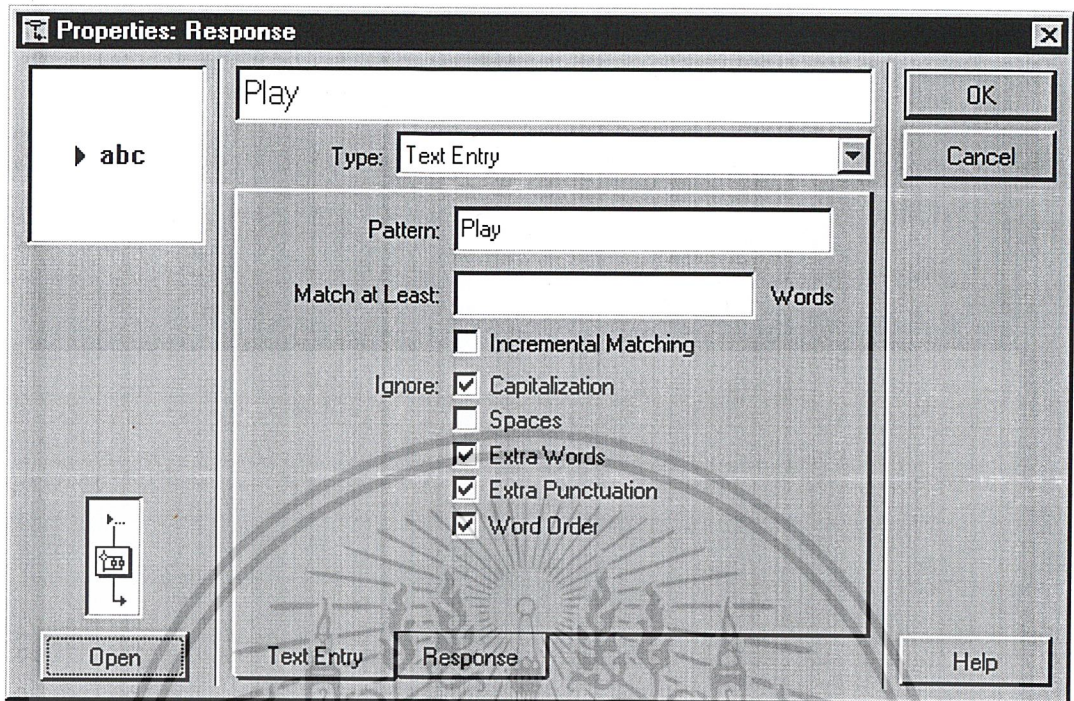 Properties: Response
Play
OK
abc
Type: Text Entry
Cancel
Pattern: Play
Match at Least: Words
Incremental Matching
Ignore: Capitalization
Spaces
Extra Words
Extra Punctuation
Word Order
Open
Text Entry Response
Help